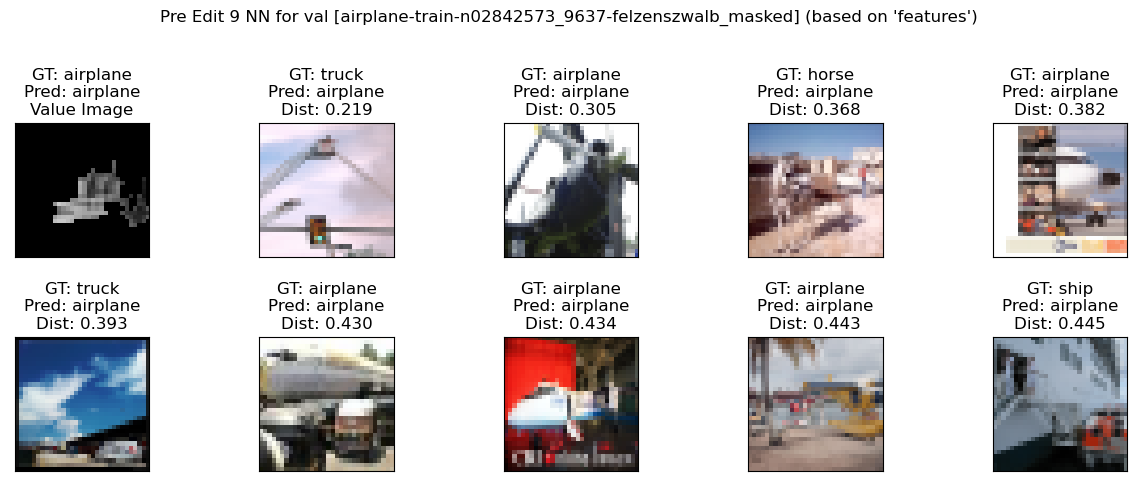 Pre Edit 9 NN for val [airplane-train-n02842573_9637-felzenszwalb_masked] (based on 'features')
GT: airplane
Pred: airplane
Value Image
GT: truck
Pred: airplane
Dist: 0.219
GT: airplane
Pred: airplane
Dist: 0.305
GT: horse
Pred: airplane
Dist: 0.368
GT: airplane
Pred: airplane
Dist: 0.382
GT: truck
Pred: airplane
Dist: 0.393
GT: airplane
Pred: airplane
Dist: 0.430
GT: airplane
Pred: airplane
Dist: 0.434
GT: airplane
Pred: airplane
Dist: 0.443
GT: ship
Pred: airplane
Dist: 0.445